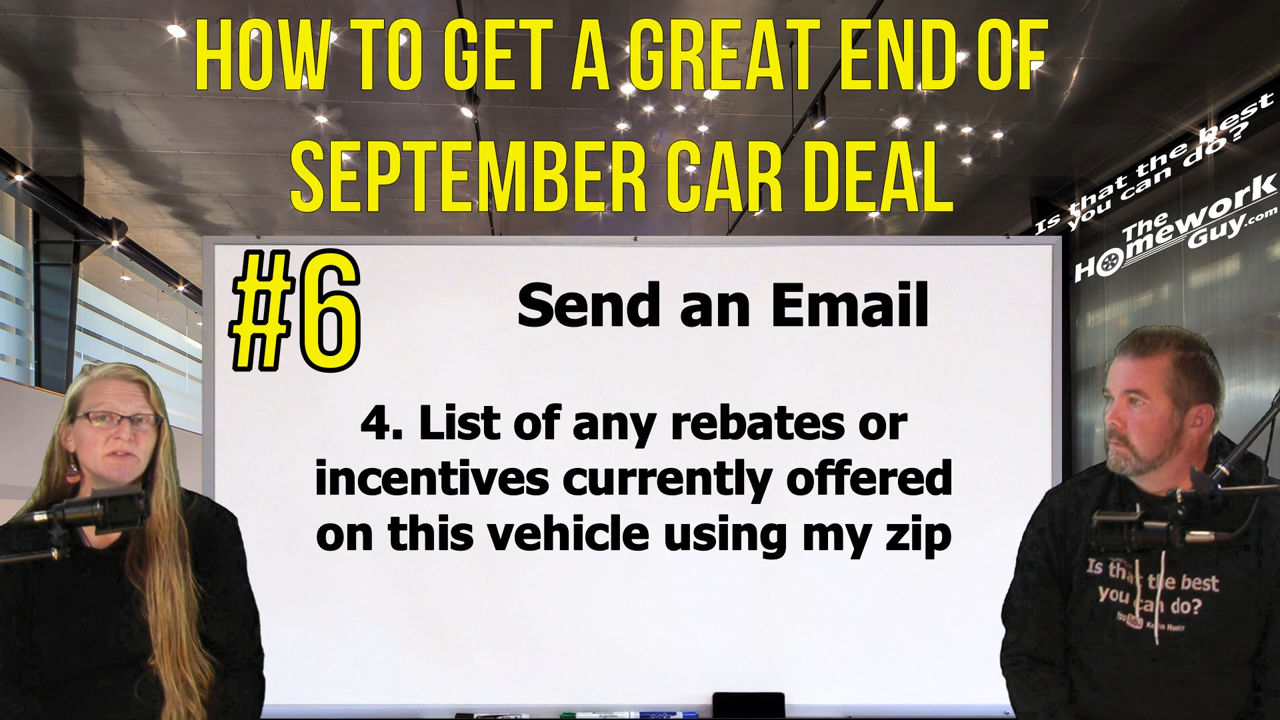 HOW TO GET A GREAT END OF
SEPTEMBER CAR DEAL
Is that the best
you can do?
The
Homework
Guy.com
#6
Send an Email
4. List of any rebates or
incentives currently offered
on this vehicle using my zip
Is that the best
you can do?